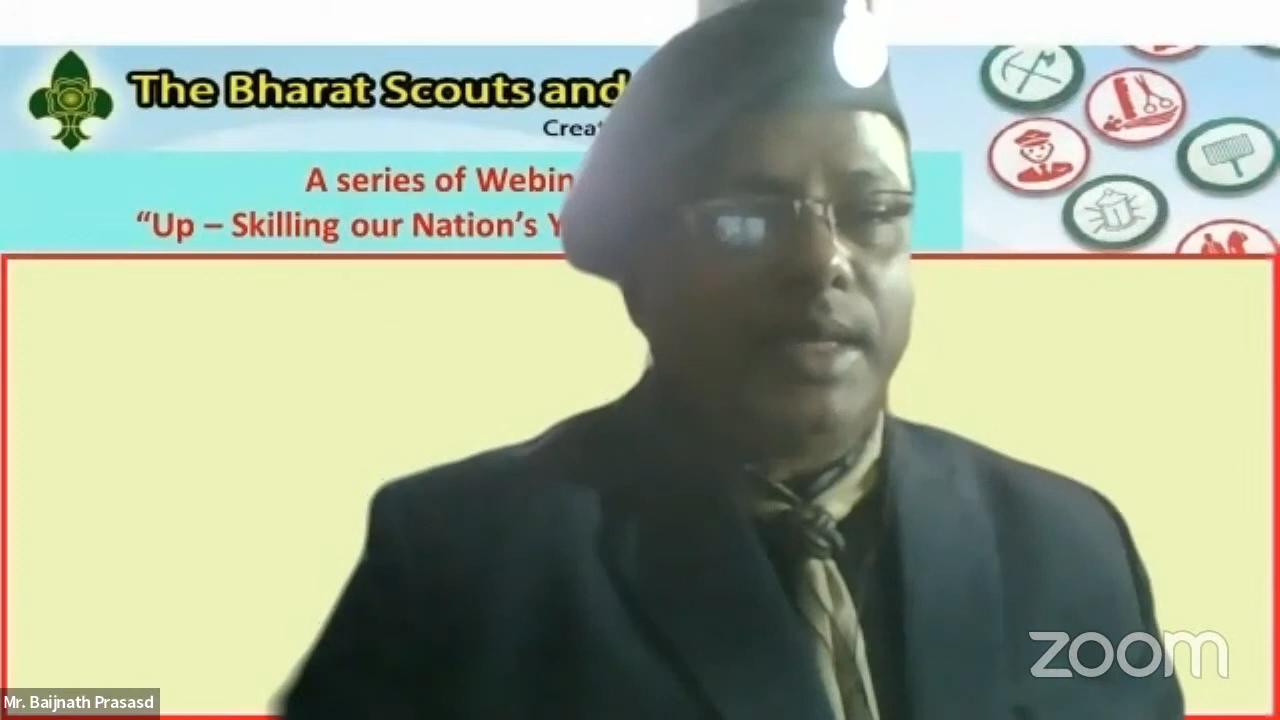 The Bharat Scouts and
Creat
A series of Webin
“Up – Skilling our Nation’s Y
zoom
Mr. Baijnath Prasasd